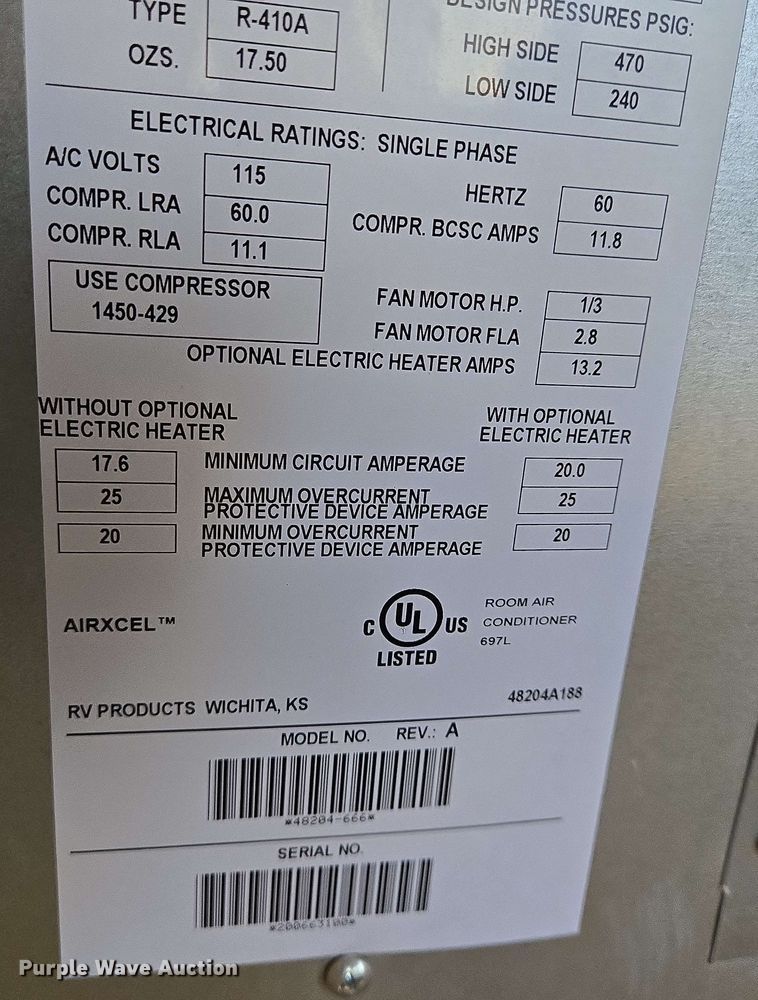 TYPE R-410A
OZS. 17.50
DESIGN PRESSURES PSIG:
HIGH SIDE 470
LOW SIDE 240
ELECTRICAL RATINGS: SINGLE PHASE
A/C VOLTS 115
COMPR. LRA 60.0
COMPR. RLA 11.1
HERTZ 60
COMPR. BCSC AMPS 11.8
USE COMPRESSOR
1450-429
FAN MOTOR H.P. 1/3
FAN MOTOR FLA 2.8
OPTIONAL ELECTRIC HEATER AMPS 13.2
WITHOUT OPTIONAL
ELECTRIC HEATER
WITH OPTIONAL
ELECTRIC HEATER
17.6 MINIMUM CIRCUIT AMPERAGE 20.0
25 MAXIMUM OVERCURRENT
PROTECTIVE DEVICE AMPERAGE 25
20 MINIMUM OVERCURRENT
PROTECTIVE DEVICE AMPERAGE 20
AIRXCEL™
C UL US
LISTED
ROOM AIR
CONDITIONER
697L
RV PRODUCTS WICHITA, KS
48204A188
MODEL NO. REV.: A
*48204-666*
SERIAL NO.
*200663100*
Purple Wave Auction